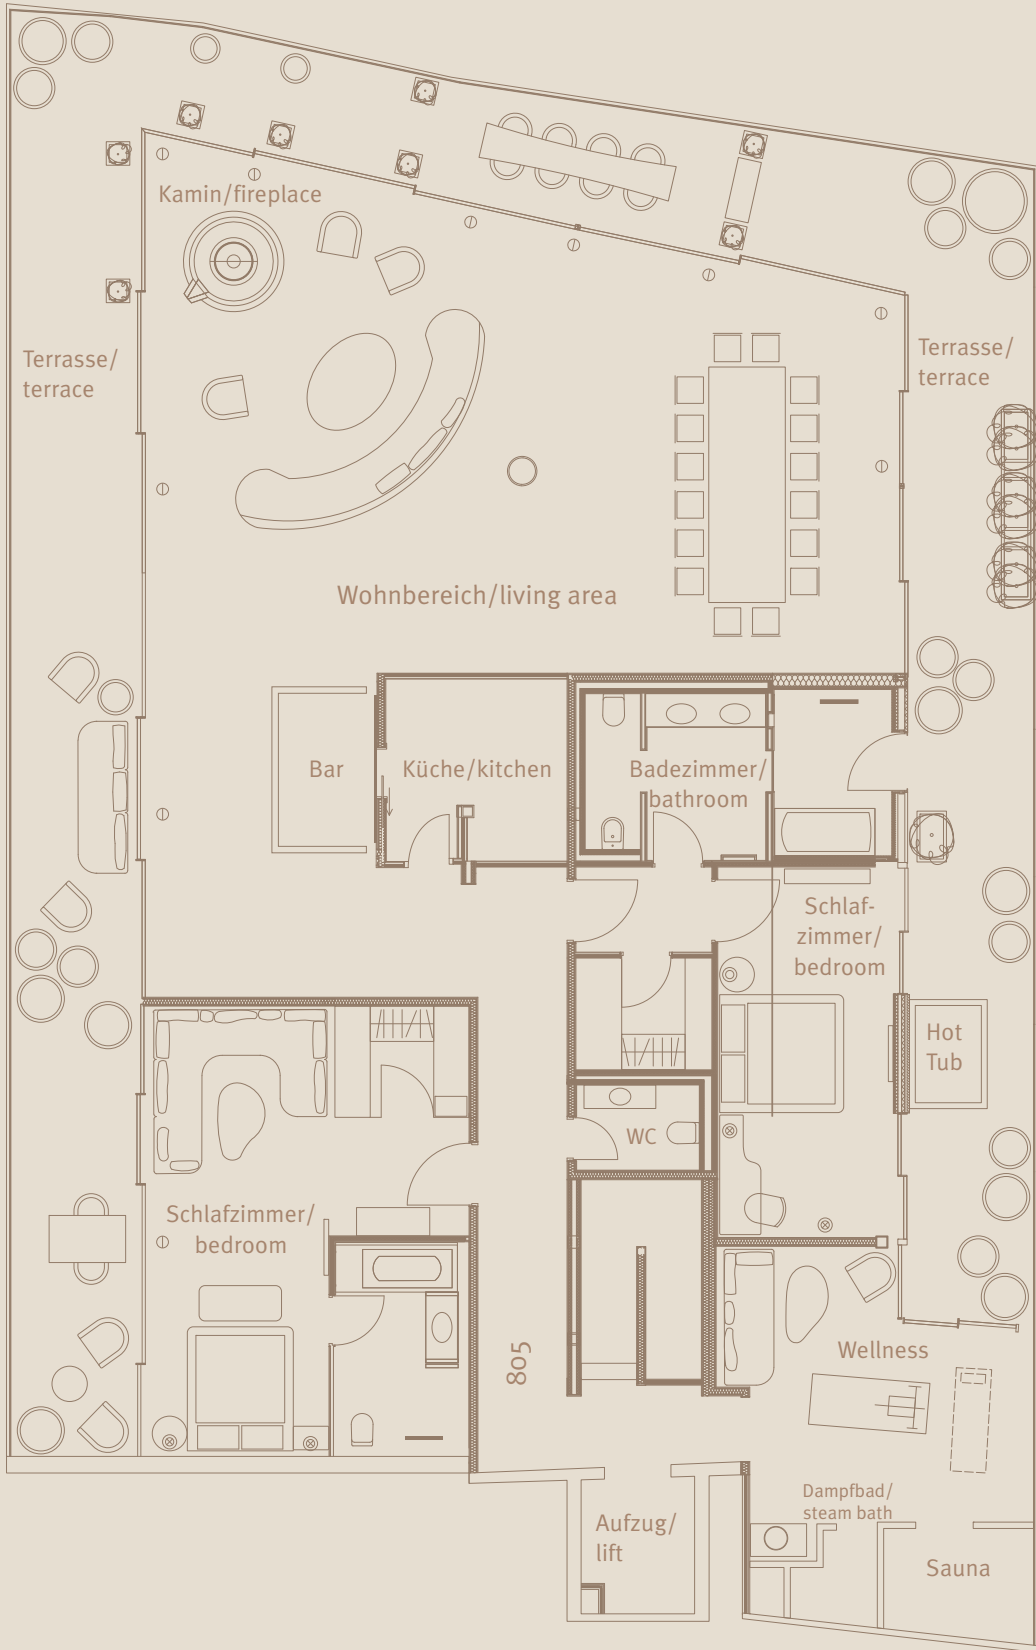 Kamin/fireplace
Terrasse/
terrace
Terrasse/
terrace
Wohnbereich/living area
Bar
Küche/kitchen
Badezimmer/
bathroom
Schlaf-
zimmer/
bedroom
Hot
Tub
WC
Schlafzimmer/
bedroom
805
Wellness
Dampfbad/
steam bath
Aufzug/
lift
Sauna